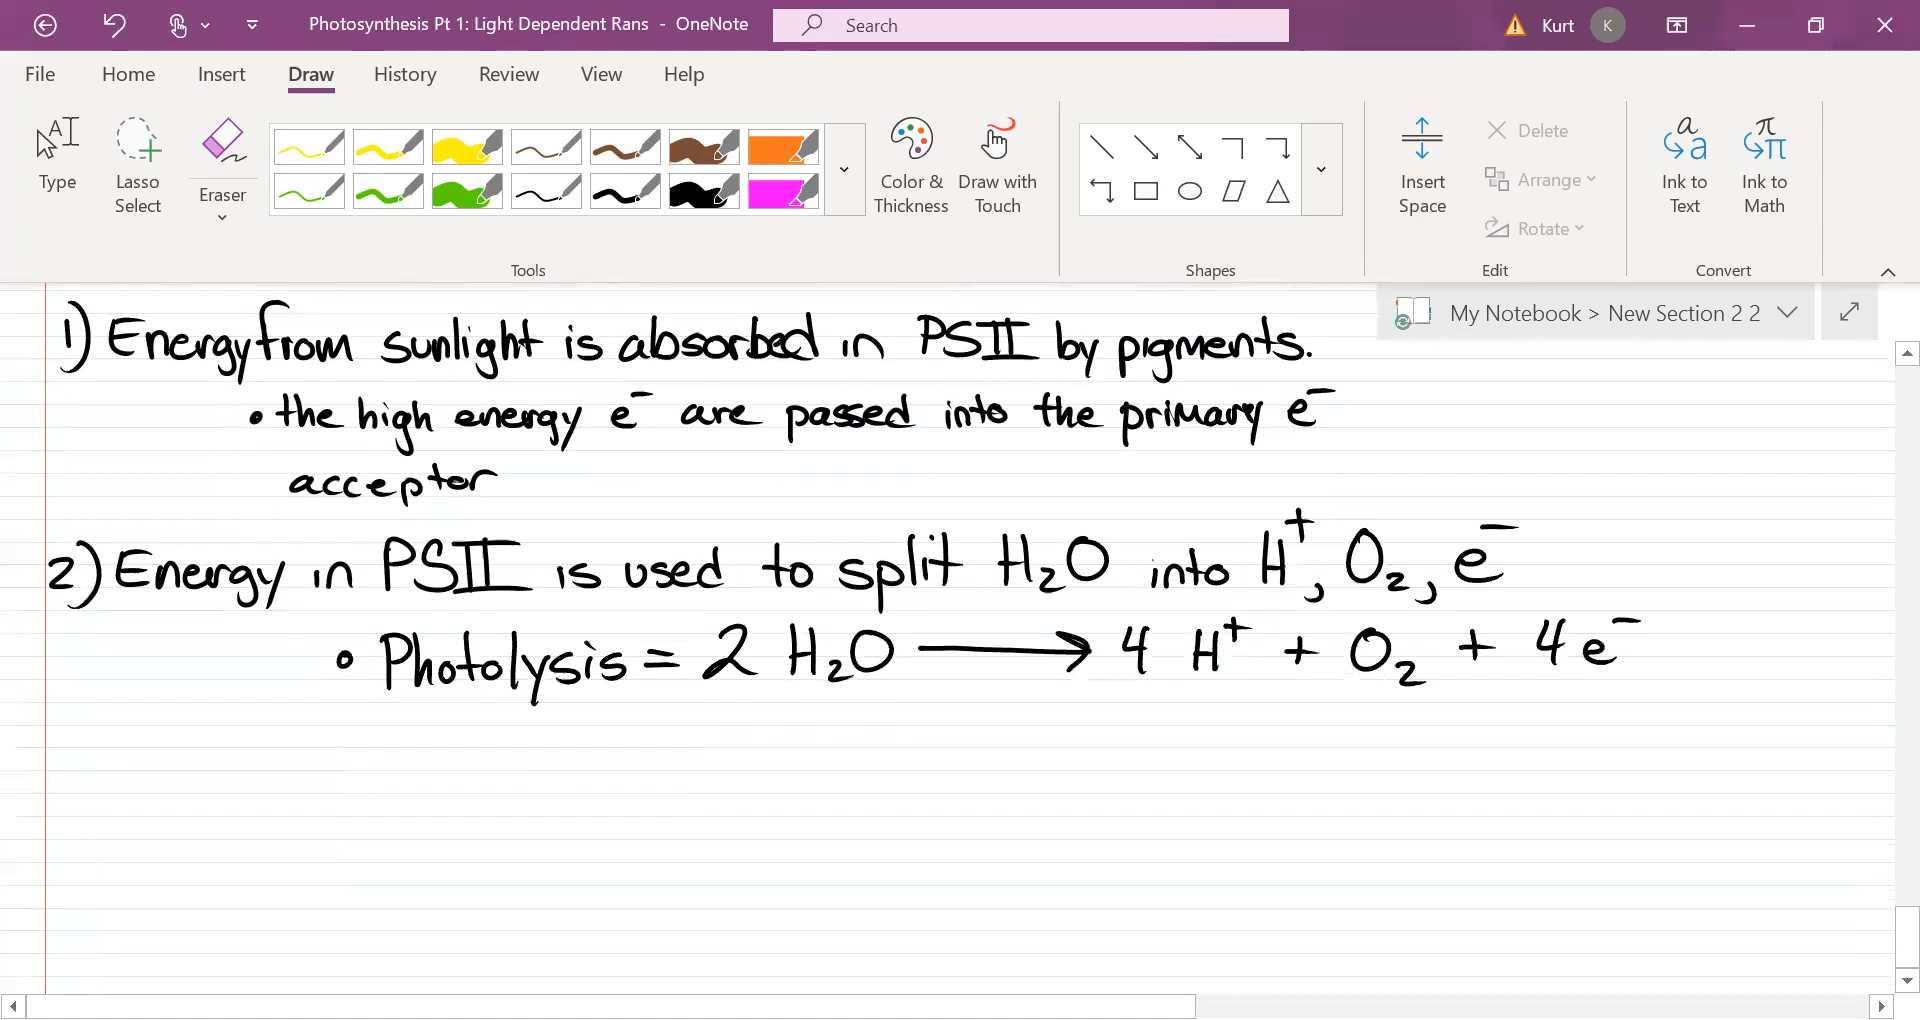 Photosynthesis Pt 1: Light Dependent Rans - OneNote
Search
Kurt
K
File Home Insert Draw History Review View Help
Type
Lasso Select
Eraser
Color & Thickness
Draw with Touch
Insert Space
Delete
Arrange
Rotate
Ink to Text
Ink to Math
Tools
Shapes
Edit
Convert
My Notebook > New Section 2 2
1) Energy from sunlight is absorbed in PSII by pigments.
• the high energy e⁻ are passed into the primary e⁻
acceptor
2) Energy in PSII is used to split H₂O into H⁺, O₂, e⁻
• Photolysis = 2 H₂O ⟶ 4 H⁺ + O₂ + 4 e⁻